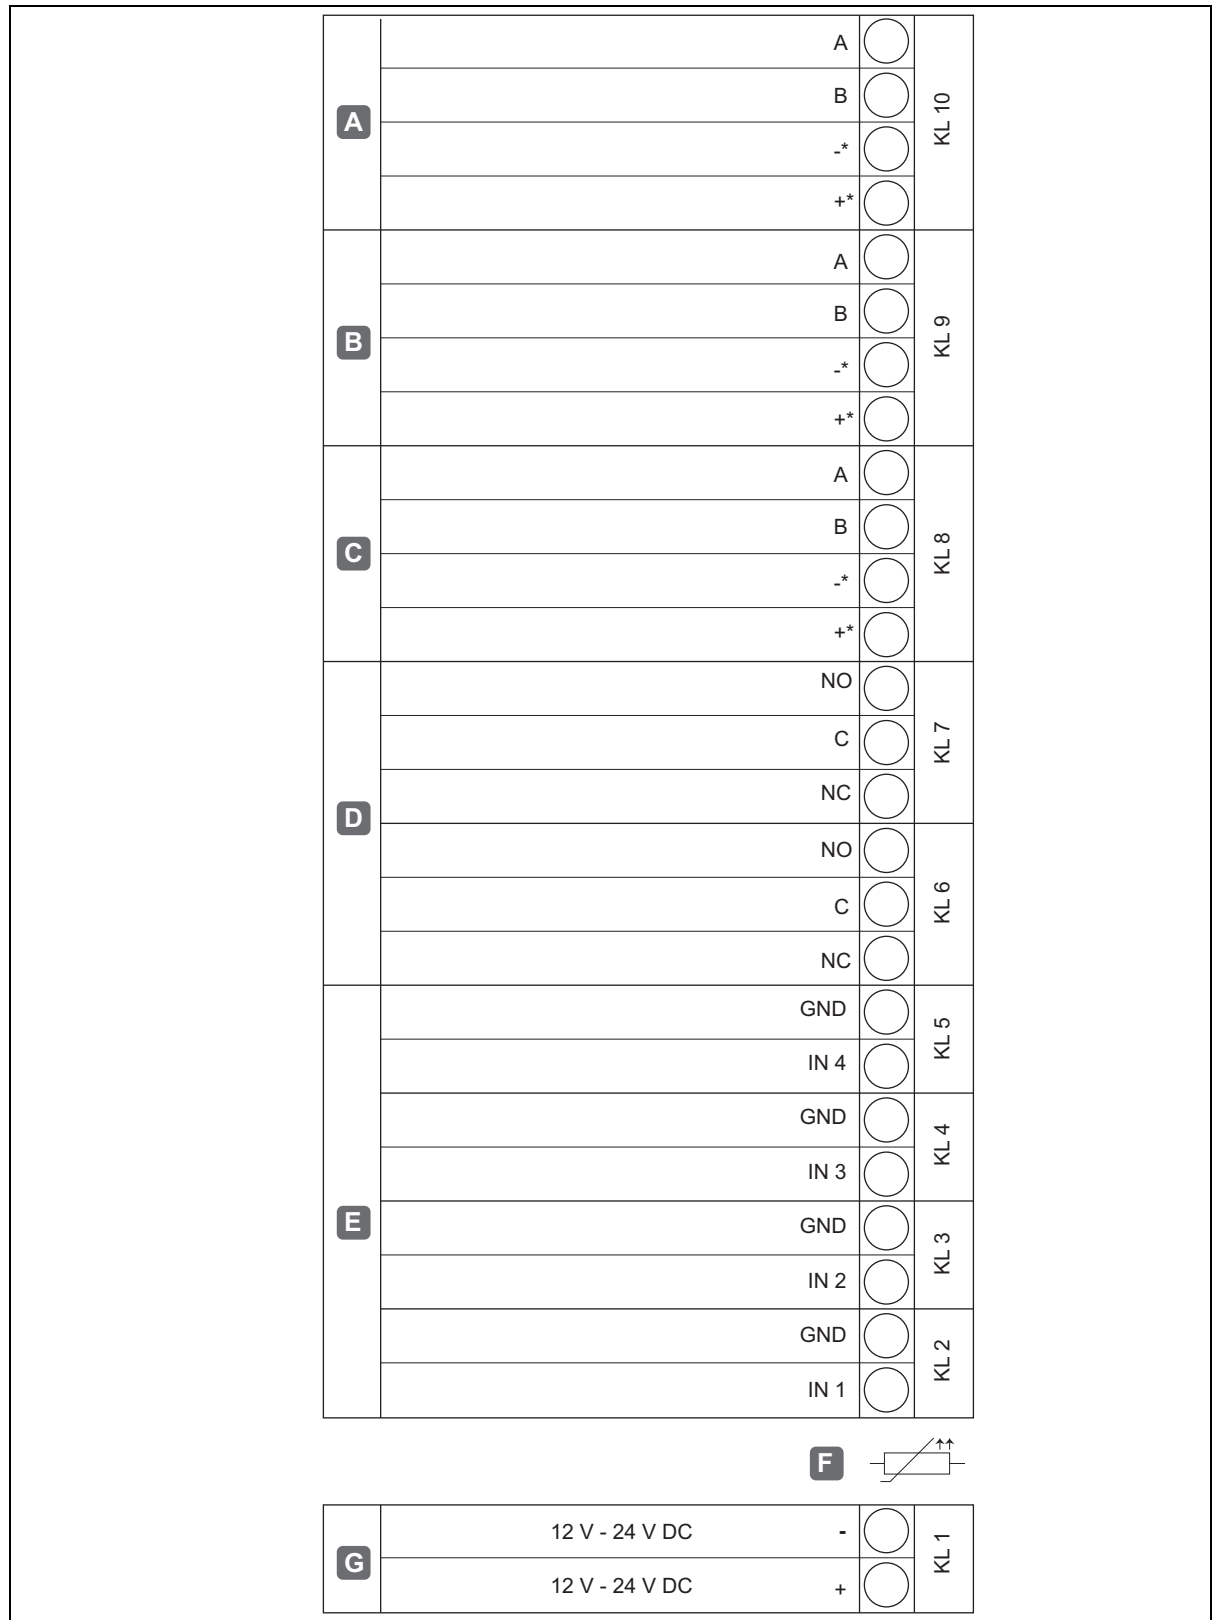 A
A
B
-*
+*
KL 10
B
A
B
-*
+*
KL 9
C
A
B
-*
+*
KL 8
D
NO
C
NC
KL 7
NO
C
NC
KL 6
E
GND
IN 4
KL 5
GND
IN 3
KL 4
GND
IN 2
KL 3
GND
IN 1
KL 2
F
G
12 V - 24 V DC -
12 V - 24 V DC +
KL 1